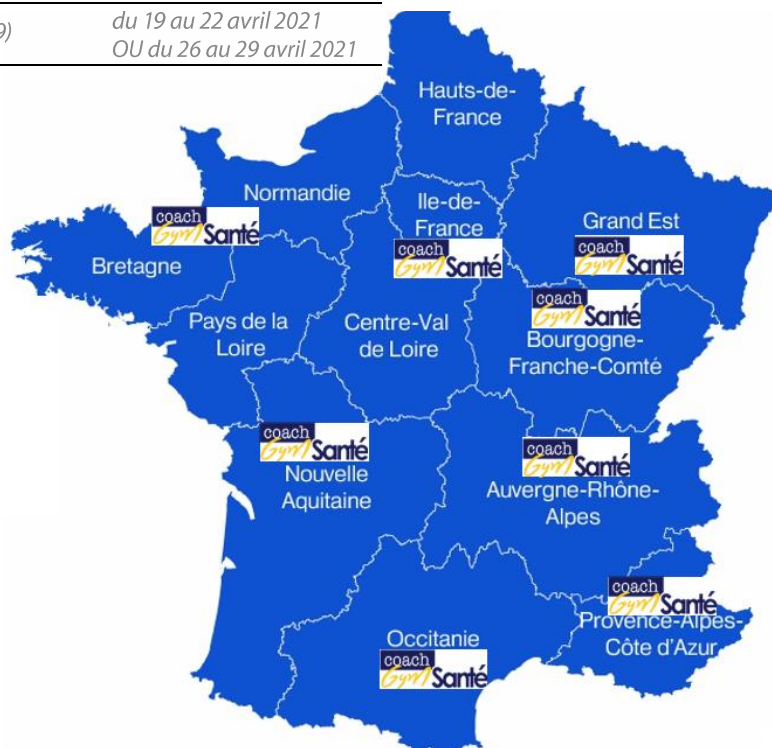 9)
du 19 au 22 avril 2021
OU du 26 au 29 avril 2021
Hauts-de-
France
Normandie
Ile-de-
France
coach
Gym Santé
Grand Est
coach
Gym Santé
coach
Gym Santé
Bretagne
coach
Gym Santé
Bourgogne-
Franche-Comté
Pays de la
Loire
Centre-Val
de Loire
coach
Gym Santé
Nouvelle
Aquitaine
coach
Gym Santé
Auvergne-Rhône-
Alpes
coach
Gym Santé
Provence-Alpes-
Côte d'Azur
Occitanie
coach
Gym Santé